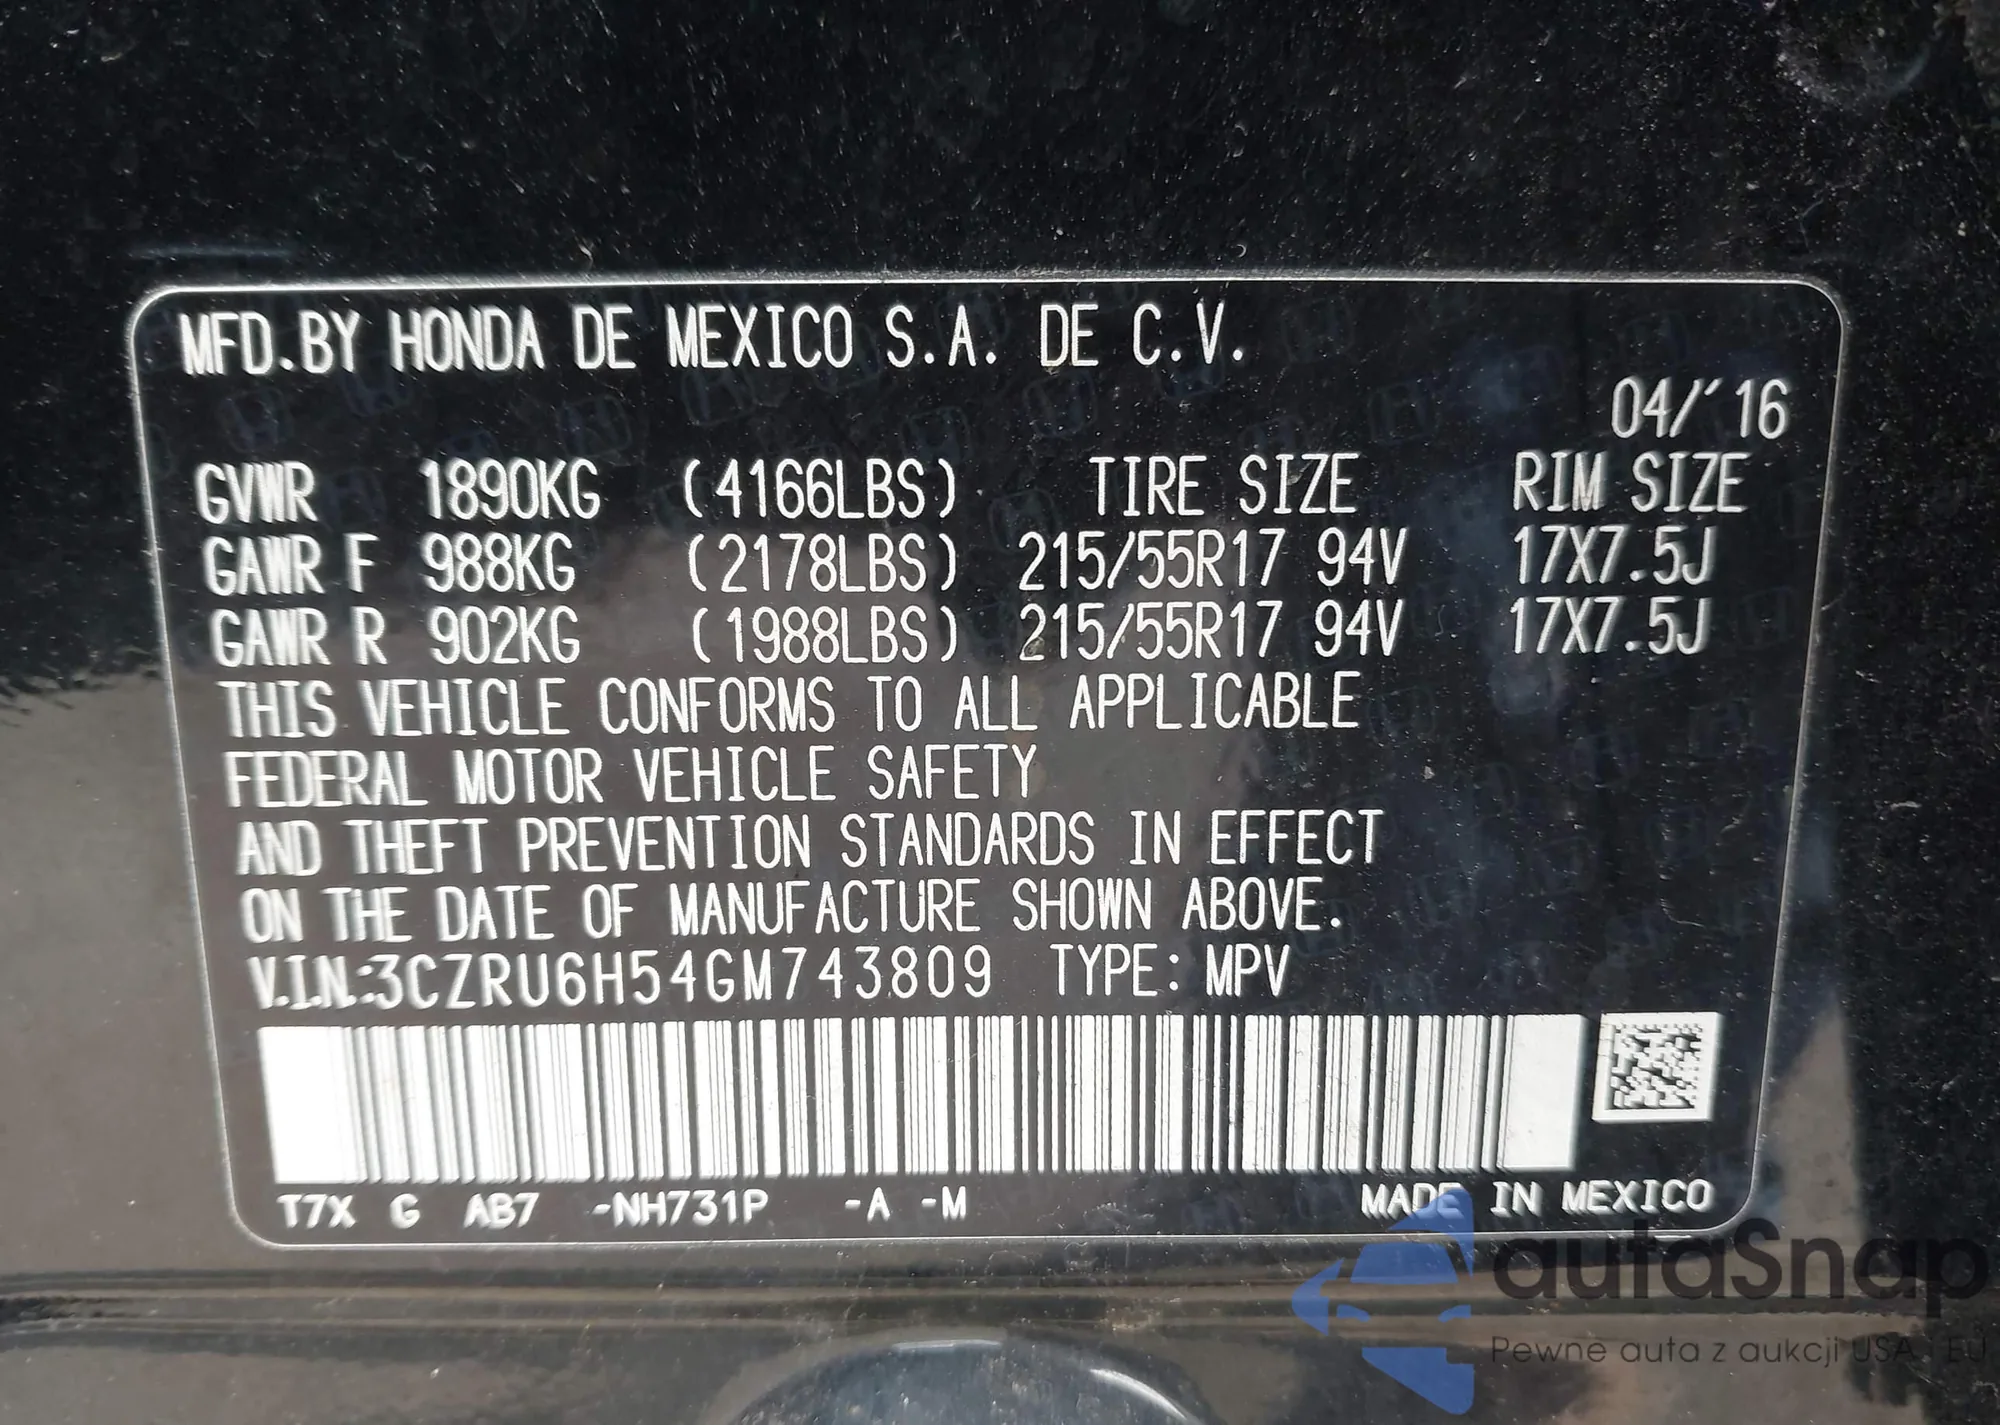 MFD.BY HONDA DE MEXICO S.A. DE C.V.
04/'16
GVWR 1890KG (4166LBS) TIRE SIZE RIM SIZE
GAWR F 988KG (2178LBS) 215/55R17 94V 17X7.5J
GAWR R 902KG (1988LBS) 215/55R17 94V 17X7.5J
THIS VEHICLE CONFORMS TO ALL APPLICABLE
FEDERAL MOTOR VEHICLE SAFETY
AND THEFT PREVENTION STANDARDS IN EFFECT
ON THE DATE OF MANUFACTURE SHOWN ABOVE.
V.I.N.:3CZRU6H54GM743809 TYPE: MPV
T7X G AB7 -NH731P -A -M MADE IN MEXICO
autaSnap
Pewne auta z aukcji USA i EU